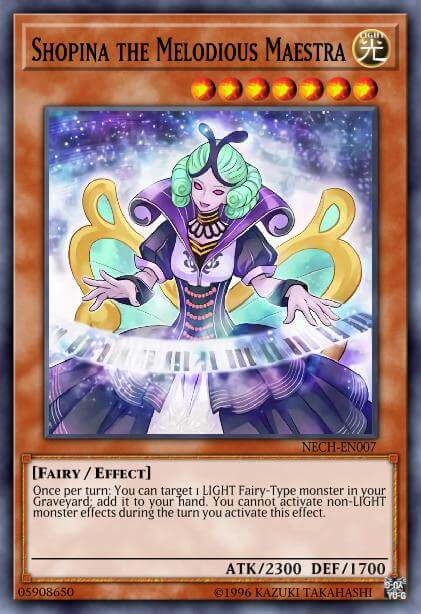 Shopina the Melodious Maestra
LIGHT
光
NECH-EN007
[Fairy / Effect]
Once per turn: You can target 1 LIGHT Fairy-Type monster in your
Graveyard; add it to your hand. You cannot activate non-LIGHT
monster effects during the turn you activate this effect.
ATK/2300 DEF/1700
05908650
©1996 KAZUKI TAKAHASHI